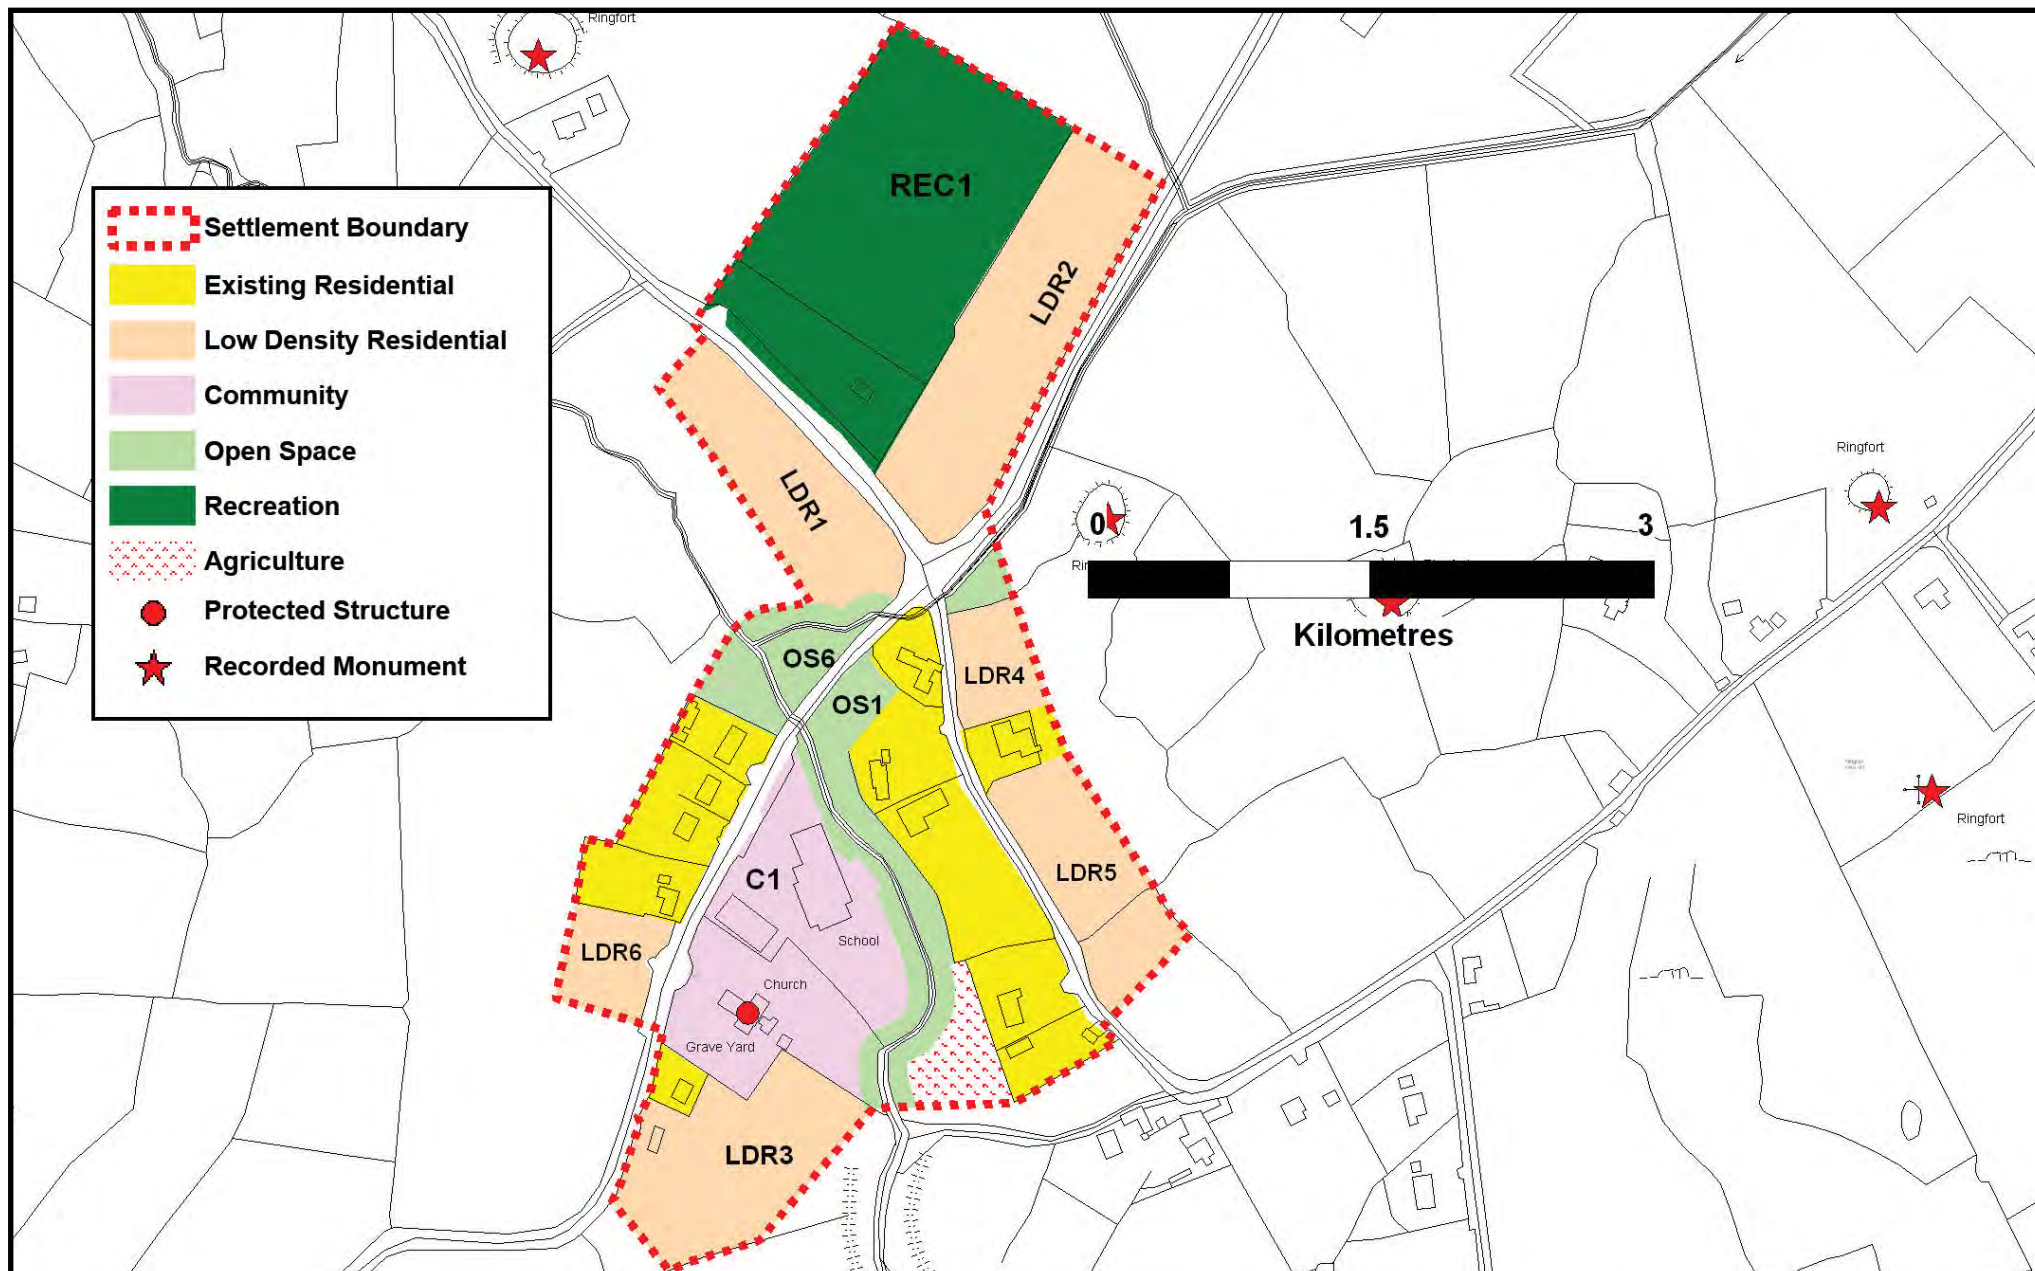 Ringfort
REC1
Settlement Boundary
Existing Residential
Low Density Residential
Community
Open Space
Recreation
Agriculture
Protected Structure
Recorded Monument
LDR2
LDR1
Ringfort
0
1.5
3
Kilometres
OS6
OS1
LDR4
LDR5
C1
School
LDR6
Church
Grave Yard
LDR3
Ringfort